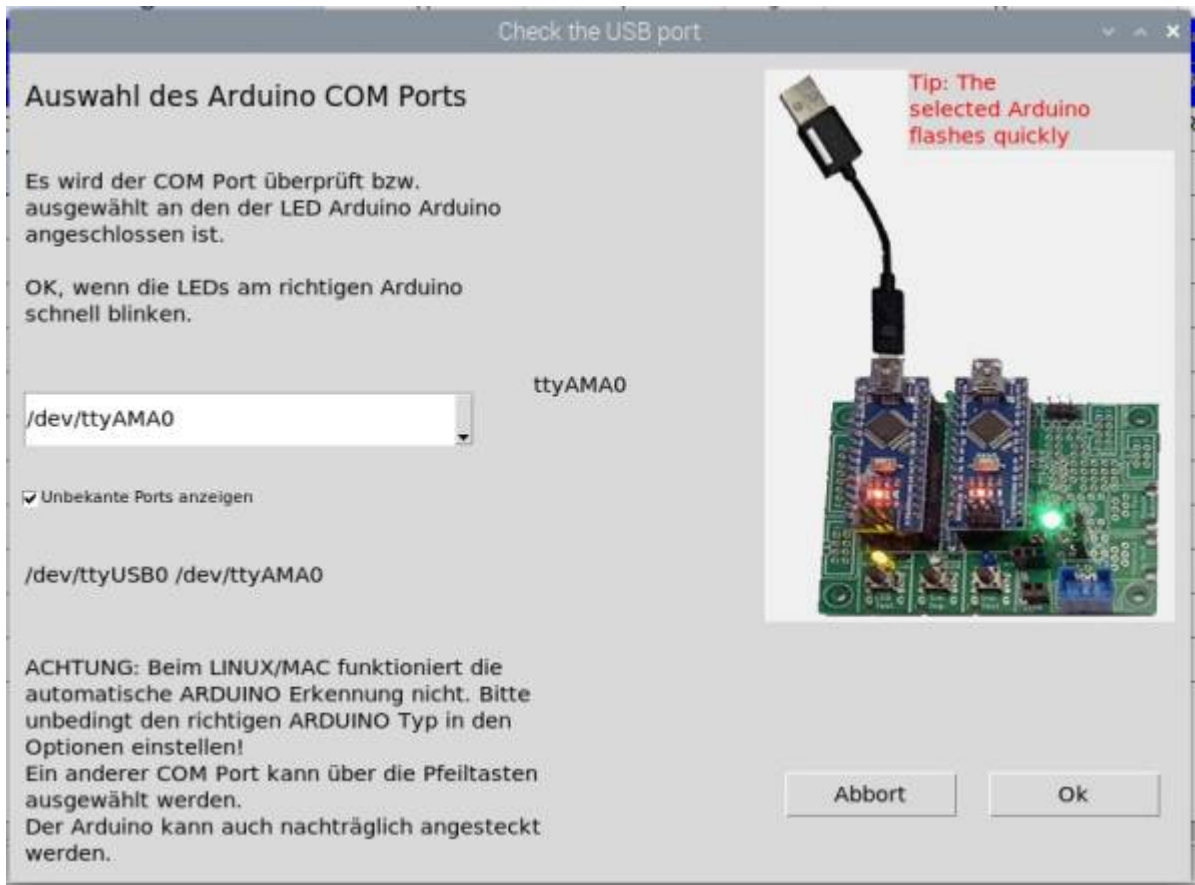 Check the USB port
Auswahl des Arduino COM Ports
Tip: The
selected Arduino
flashes quickly
Es wird der COM Port überprüft bzw.
ausgewählt an den der LED Arduino Arduino
angeschlossen ist.
OK, wenn die LEDs am richtigen Arduino
schnell blinken.
ttyAMA0
/dev/ttyAMA0
Unbekante Ports anzeigen
/dev/ttyUSB0 /dev/ttyAMA0
ACHTUNG: Beim LINUX/MAC funktioniert die
automatische ARDUINO Erkennung nicht. Bitte
unbedingt den richtigen ARDUINO Typ in den
Optionen einstellen!
Ein anderer COM Port kann über die Pfeiltasten
ausgewählt werden.
Der Arduino kann auch nachträglich angesteckt
werden.
Abbort
Ok